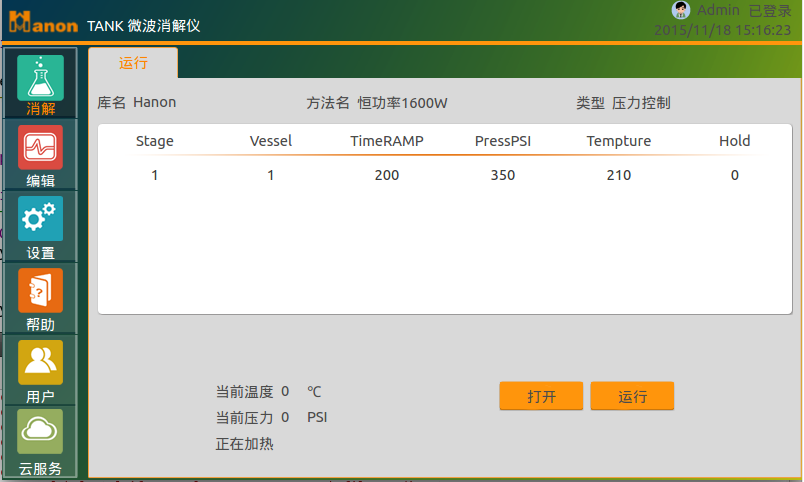 Hanon TANK 微波消解仪
Admin 已登录
2015/11/18 15:16:23
消解
编辑
设置
帮助
用户
云服务
运行
库名 Hanon 方法名 恒功率1600W 类型 压力控制
Stage Vessel TimeRAMP PressPSI Tempture Hold
1 1 200 350 210 0
当前温度 0 ℃
当前压力 0 PSI
正在加热
打开 运行